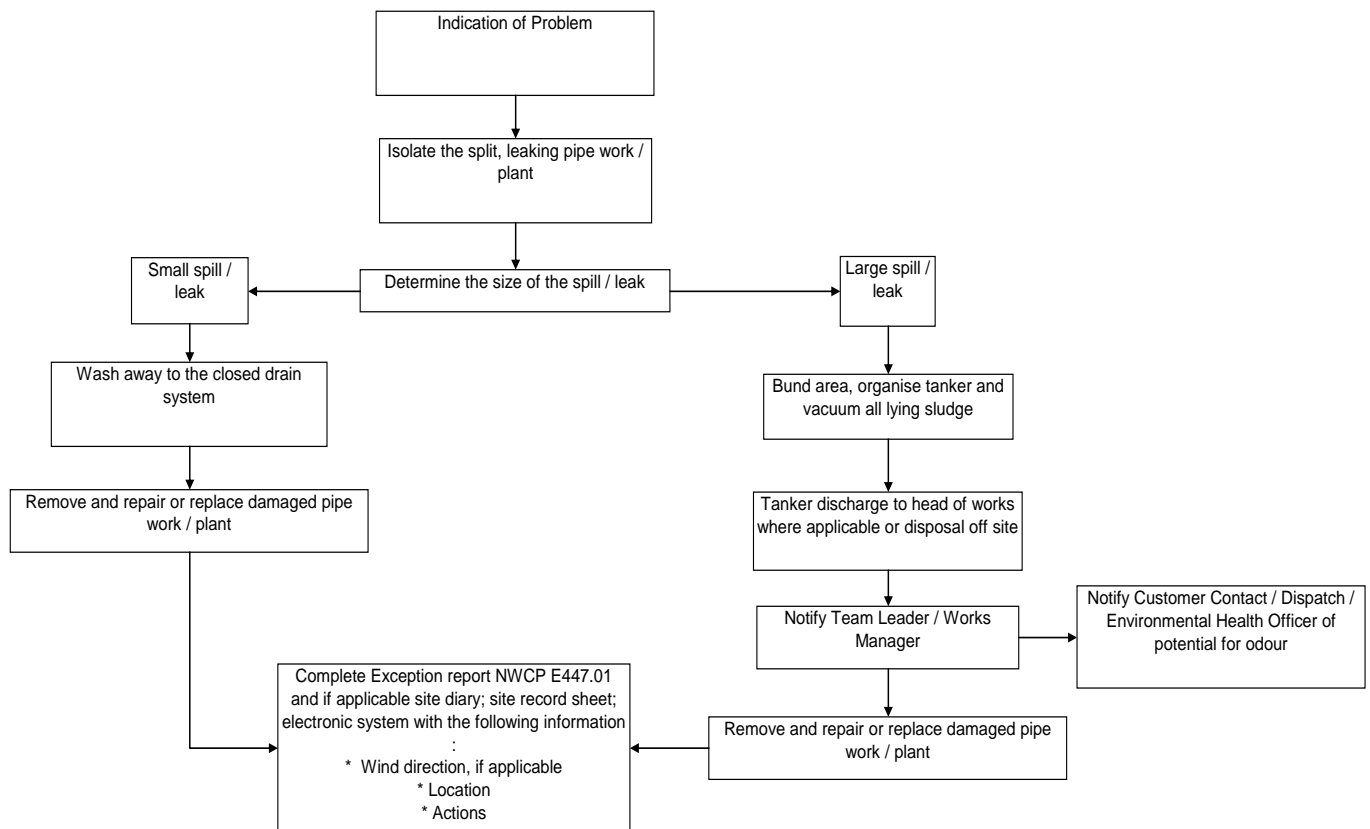 Indication of Problem
Isolate the split, leaking pipe work /
plant
Small spill /
leak
Determine the size of the spill / leak
Large spill /
leak
Wash away to the closed drain
system
Bund area, organise tanker and
vacuum all lying sludge
Remove and repair or replace damaged pipe
work / plant
Tanker discharge to head of works
where applicable or disposal off site
Notify Team Leader / Works
Manager
Notify Customer Contact / Dispatch /
Environmental Health Officer of
potential for odour
Complete Exception report NWCP E447.01
and if applicable site diary; site record sheet;
electronic system with the following information
:
* Wind direction, if applicable
* Location
* Actions
Remove and repair or replace damaged pipe
work / plant